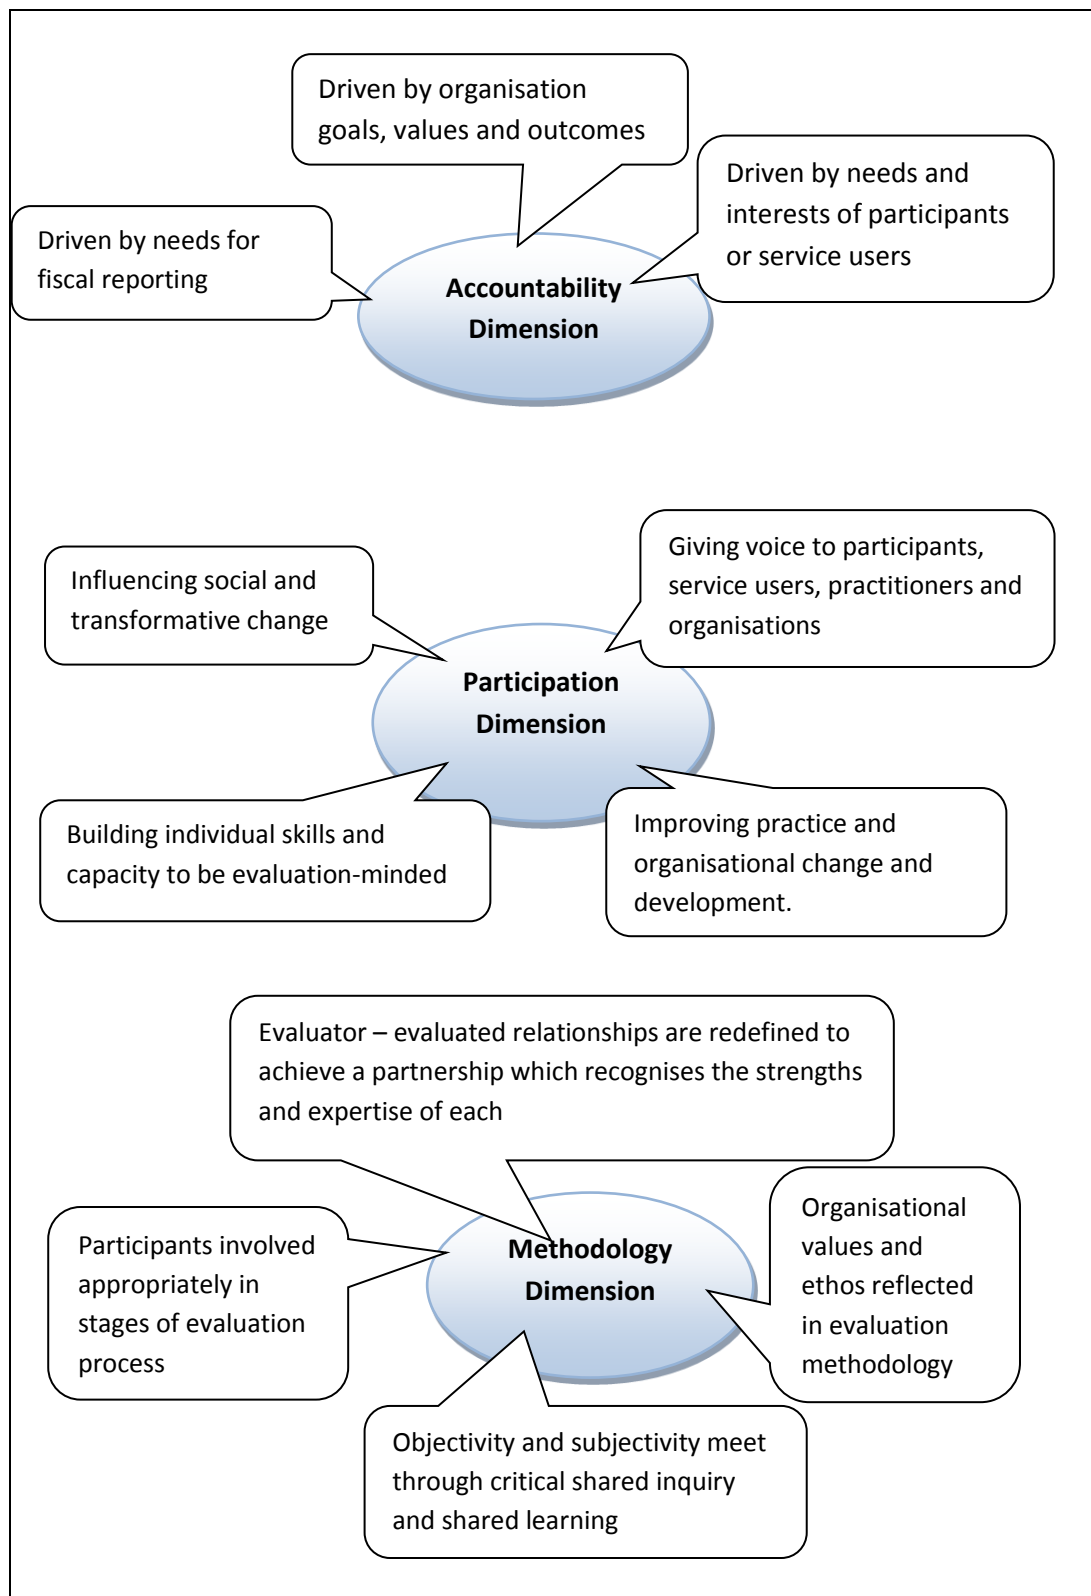 Driven by organisation
goals, values and outcomes
Driven by needs and
interests of participants
or service users
Driven by needs for
fiscal reporting
Accountability
Dimension
Influencing social and
transformative change
Giving voice to participants,
service users, practitioners and
organisations
Participation
Dimension
Building individual skills and
capacity to be evaluation-minded
Improving practice and
organisational change and
development.
Evaluator – evaluated relationships are redefined to
achieve a partnership which recognises the strengths
and expertise of each
Participants involved
appropriately in
stages of evaluation
process
Methodology
Dimension
Organisational
values and
ethos reflected
in evaluation
methodology
Objectivity and subjectivity meet
through critical shared inquiry
and shared learning